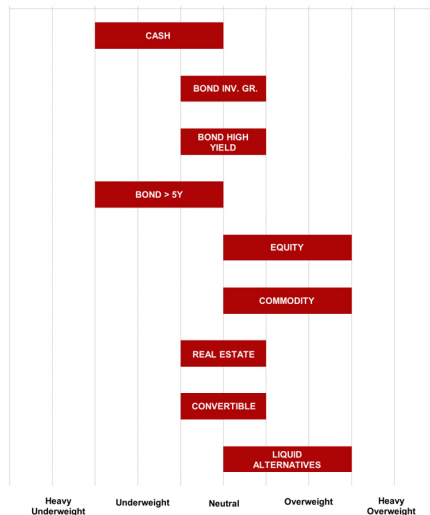 CASH
BOND INV. GR.
BOND HIGH
YIELD
BOND > 5Y
EQUITY
COMMODITY
REAL ESTATE
CONVERTIBLE
LIQUID
ALTERNATIVES
Heavy
Underweight
Underweight
Neutral
Overweight
Heavy
Overweight